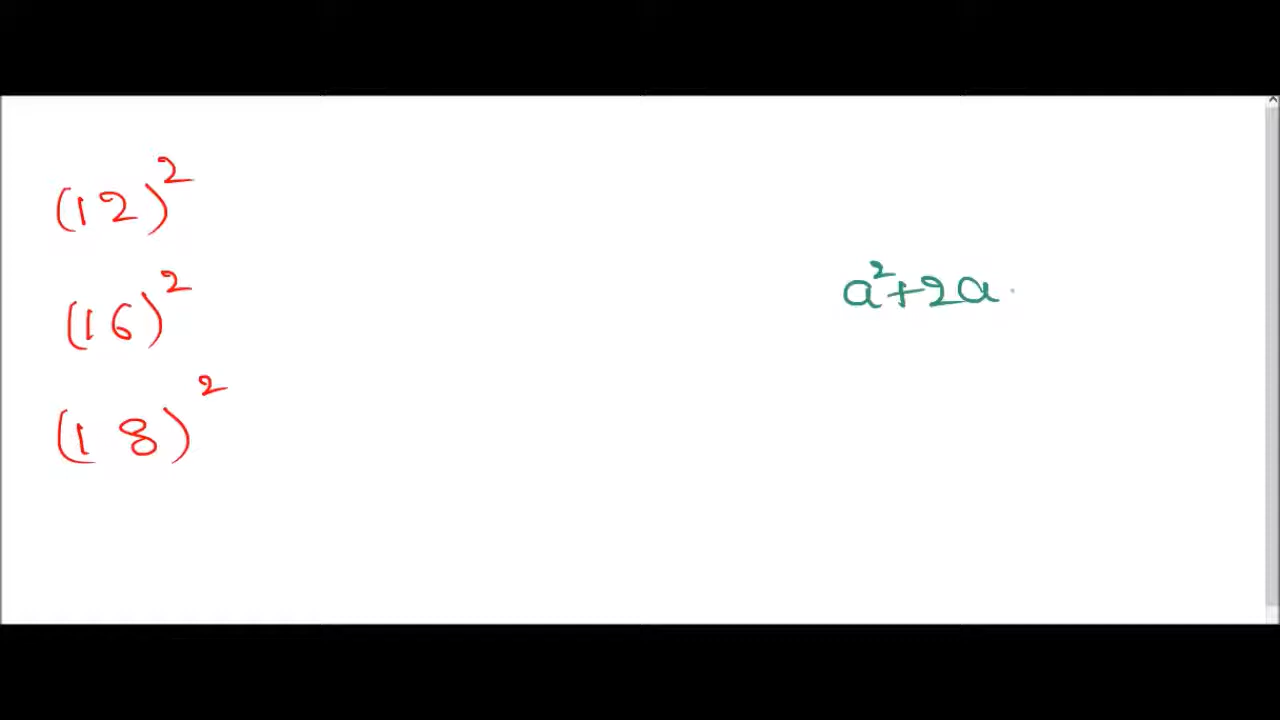 (12)²
(16)²
a²+2a
(18)²